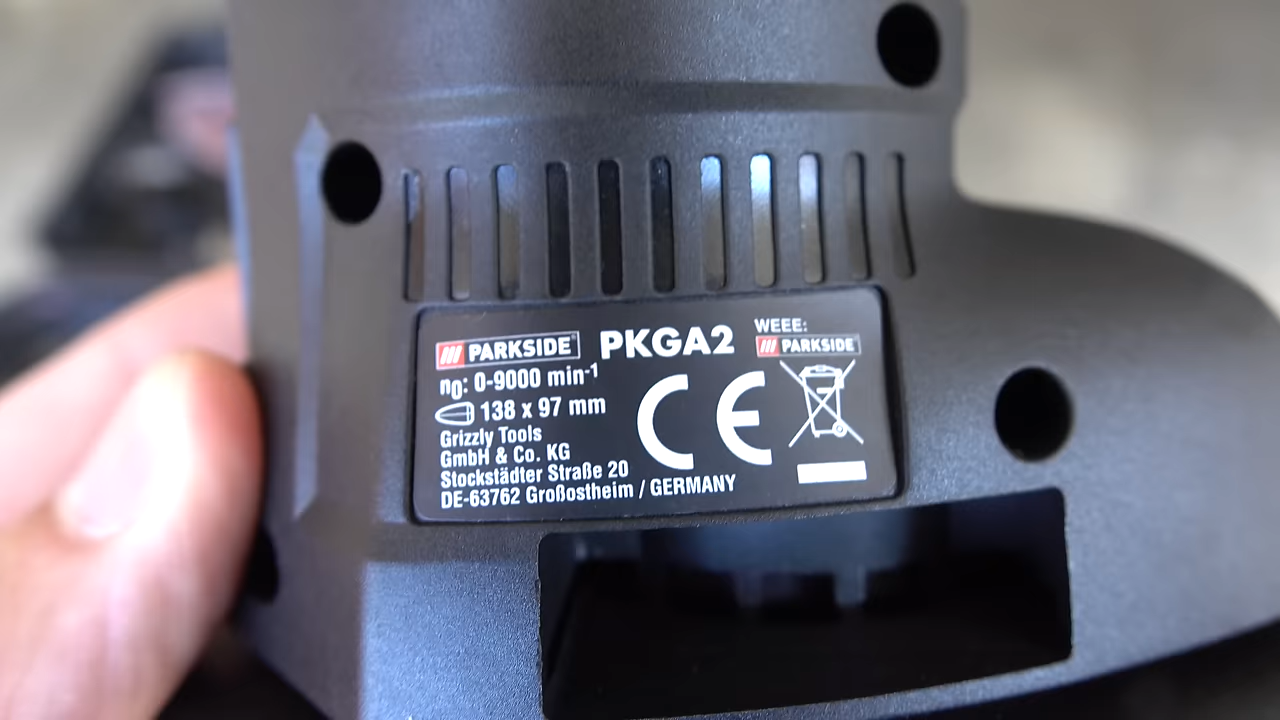 PARKSIDE® PKGA2 WEEE:
PARKSIDE®
n0: 0-9000 min-1
138 x 97 mm
CE
Grizzly Tools
GmbH & Co. KG
Stockstädter Straße 20
DE-63762 Großostheim / GERMANY